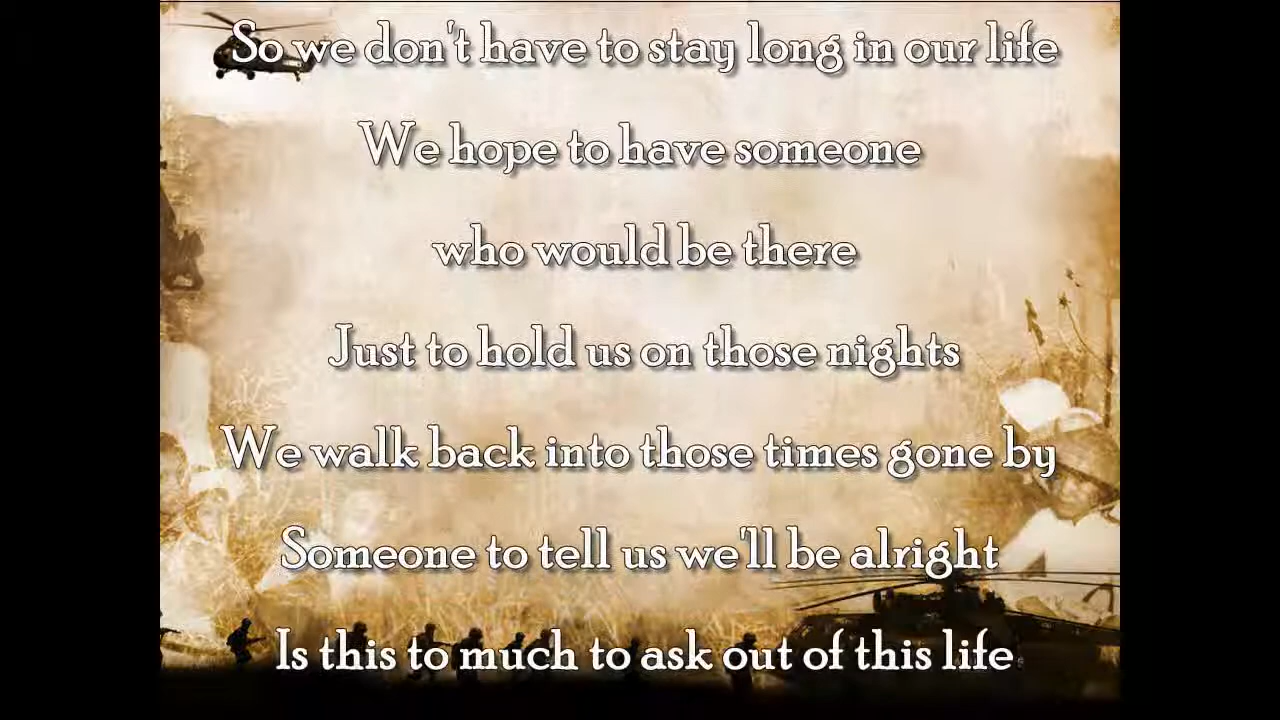 So we don't have to stay long in our life
We hope to have someone
who would be there
Just to hold us on those nights
We walk back into those times gone by
Someone to tell us we'll be alright
Is this to much to ask out of this life